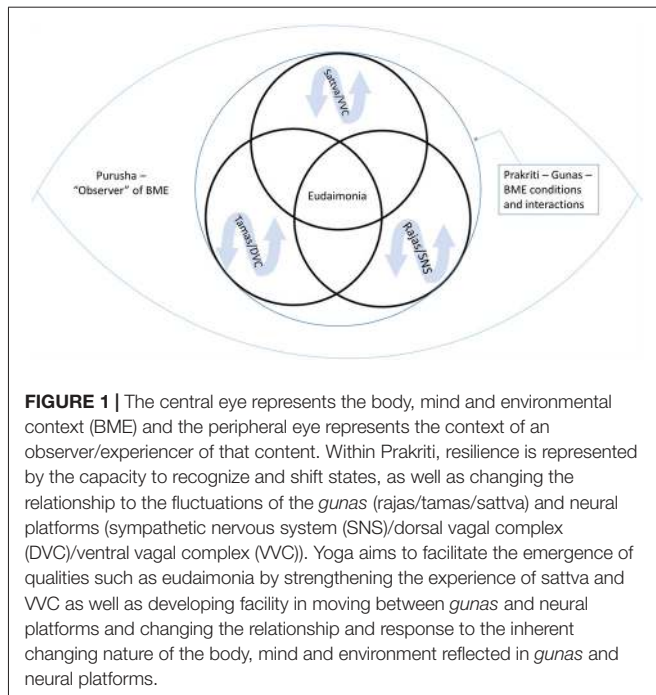 Sattva/VVC
Purusha –
"Observer" of BME
Prakriti – Gunas –
BME conditions
and interactions
Eudaimonia
Tamas/DVC
Rajas/SNS
FIGURE 1 | The central eye represents the body, mind and environmental
context (BME) and the peripheral eye represents the context of an
observer/experiencer of that content. Within Prakriti, resilience is represented
by the capacity to recognize and shift states, as well as changing the
relationship to the fluctuations of the gunas (rajas/tamas/sattva) and neural
platforms (sympathetic nervous system (SNS)/dorsal vagal complex
(DVC)/ventral vagal complex (VVC)). Yoga aims to facilitate the emergence of
qualities such as eudaimonia by strengthening the experience of sattva and
VVC as well as developing facility in moving between gunas and neural
platforms and changing the relationship and response to the inherent
changing nature of the body, mind and environment reflected in gunas and
neural platforms.